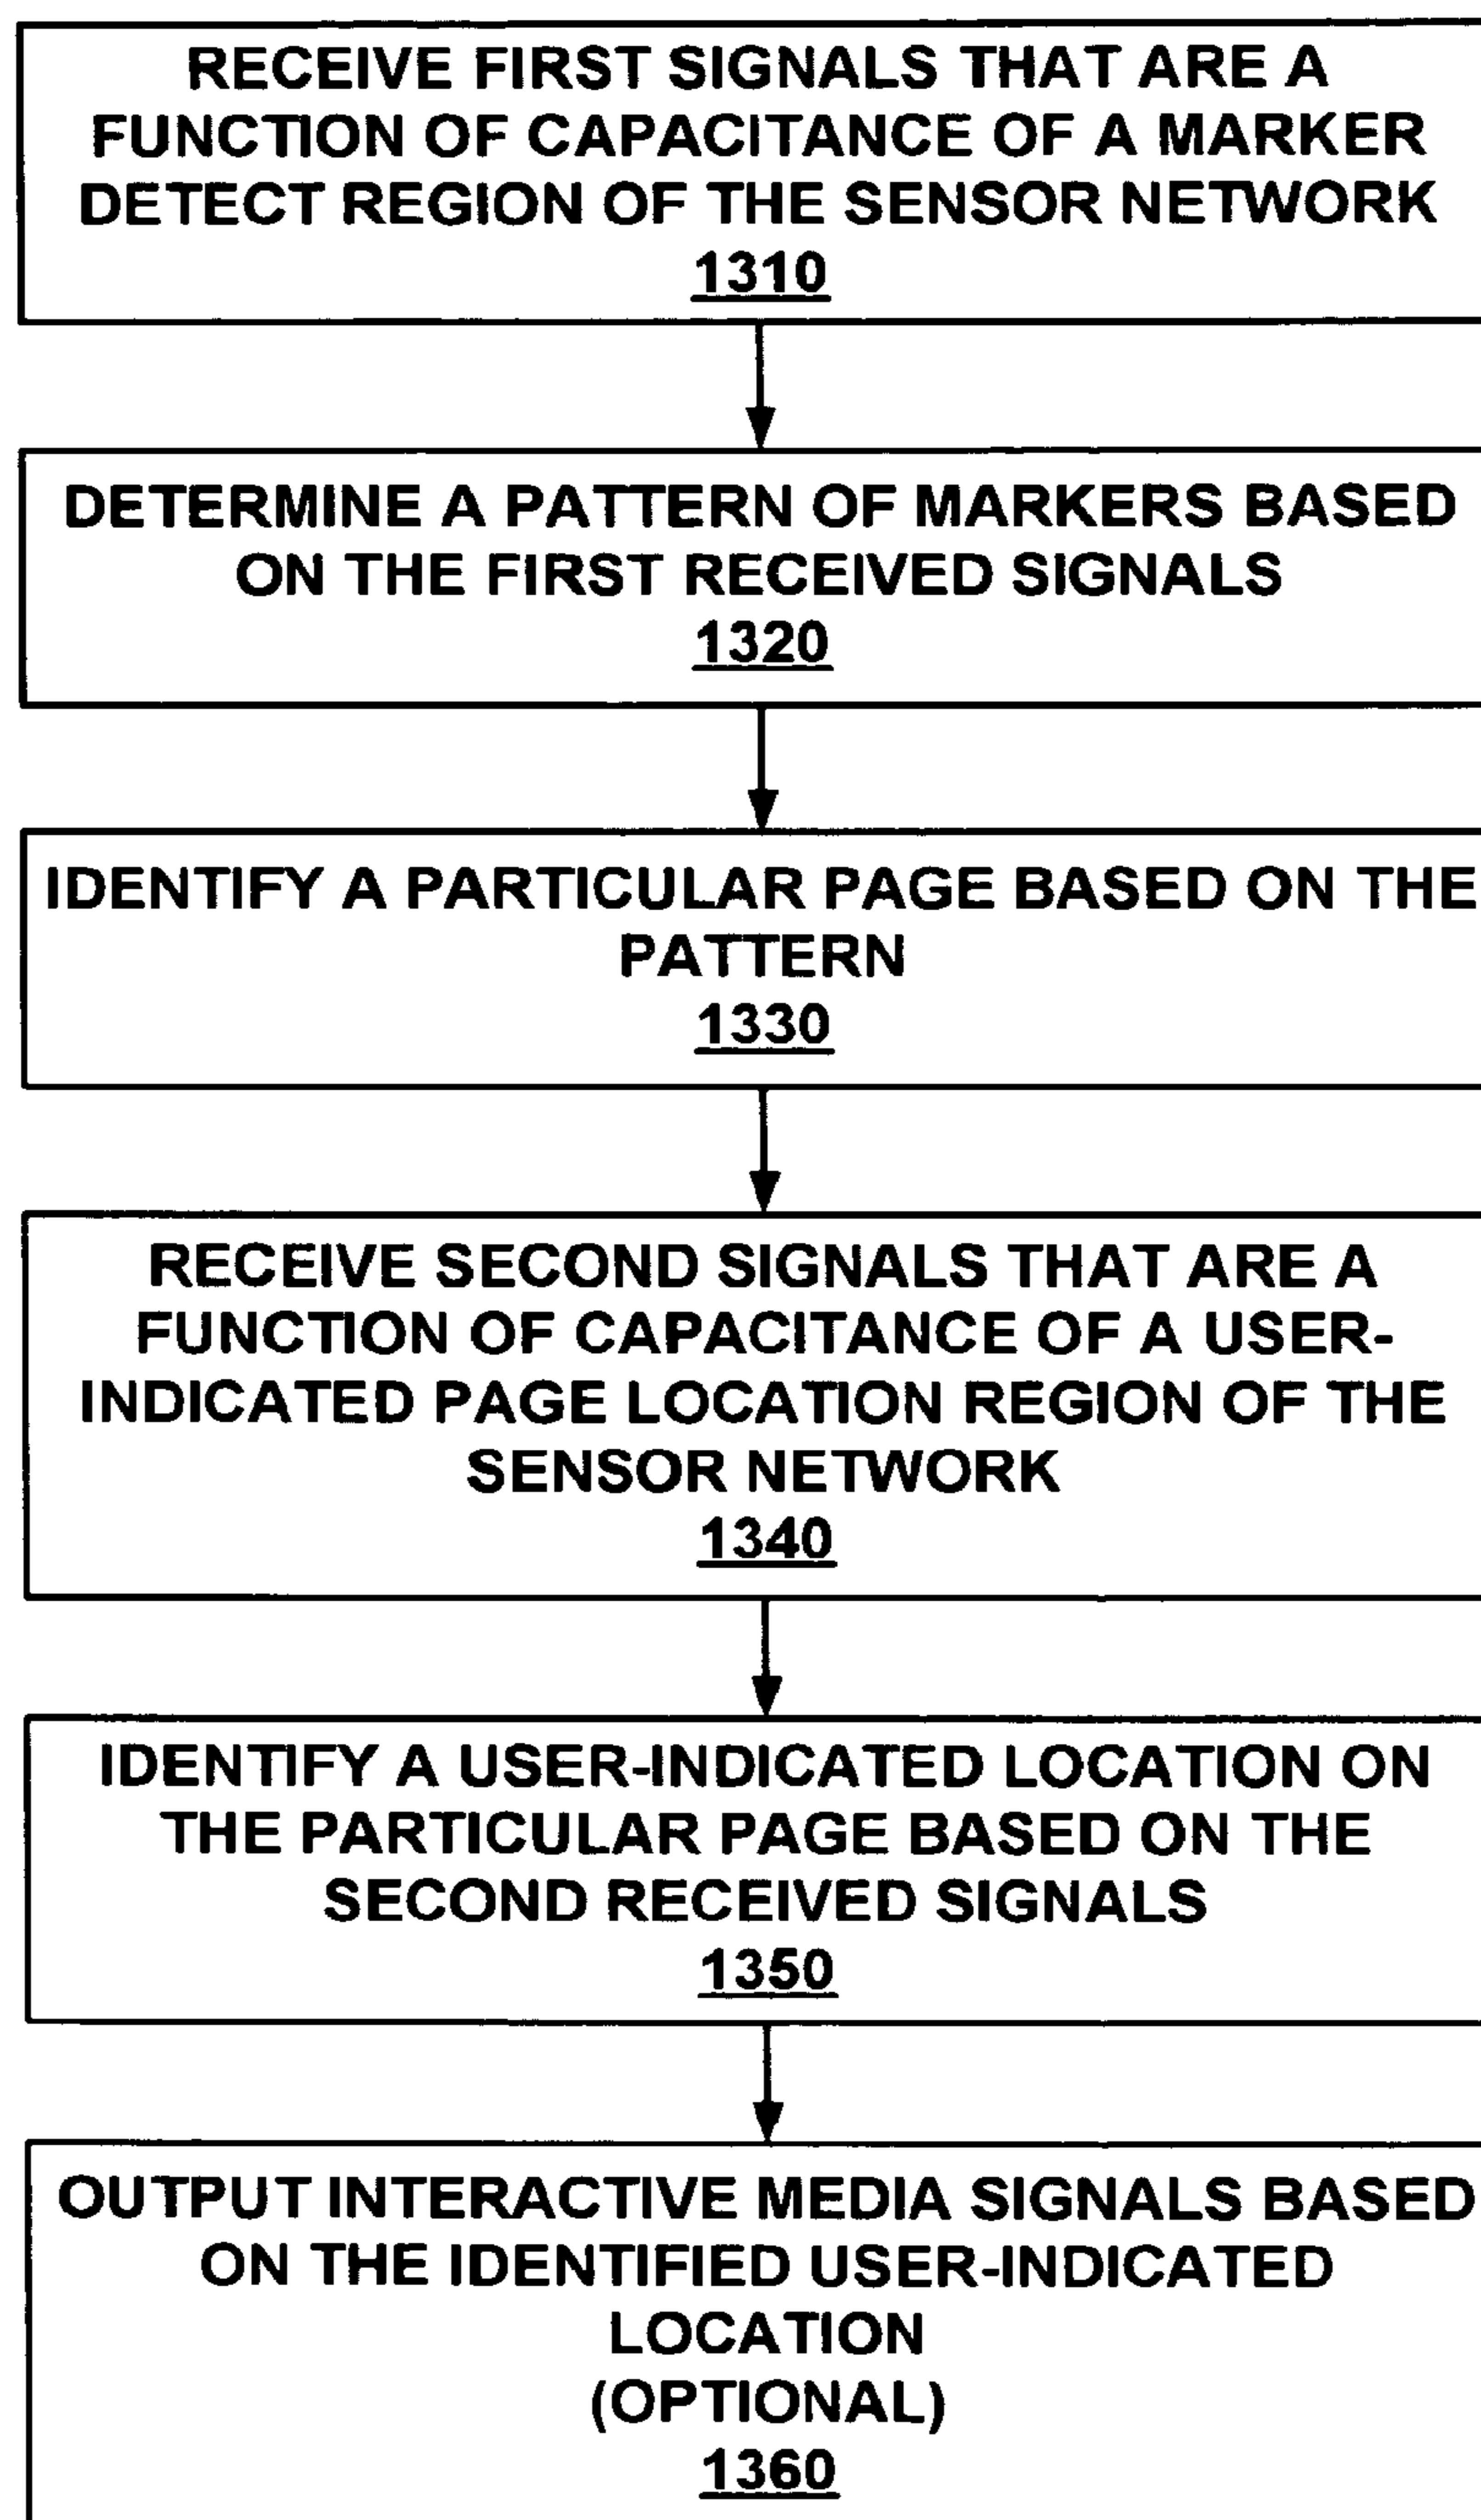 RECEIVE FIRST SIGNALS THAT ARE A
FUNCTION OF CAPACITANCE OF A MARKER
DETECT REGION OF THE SENSOR NETWORK
1310
DETERMINE A PATTERN OF MARKERS BASED
ON THE FIRST RECEIVED SIGNALS
1320
IDENTIFY A PARTICULAR PAGE BASED ON THE
PATTERN
1330
RECEIVE SECOND SIGNALS THAT ARE A
FUNCTION OF CAPACITANCE OF A USER-
INDICATED PAGE LOCATION REGION OF THE
SENSOR NETWORK
1340
IDENTIFY A USER-INDICATED LOCATION ON
THE PARTICULAR PAGE BASED ON THE
SECOND RECEIVED SIGNALS
1350
OUTPUT INTERACTIVE MEDIA SIGNALS BASED
ON THE IDENTIFIED USER-INDICATED
LOCATION
(OPTIONAL)
1360